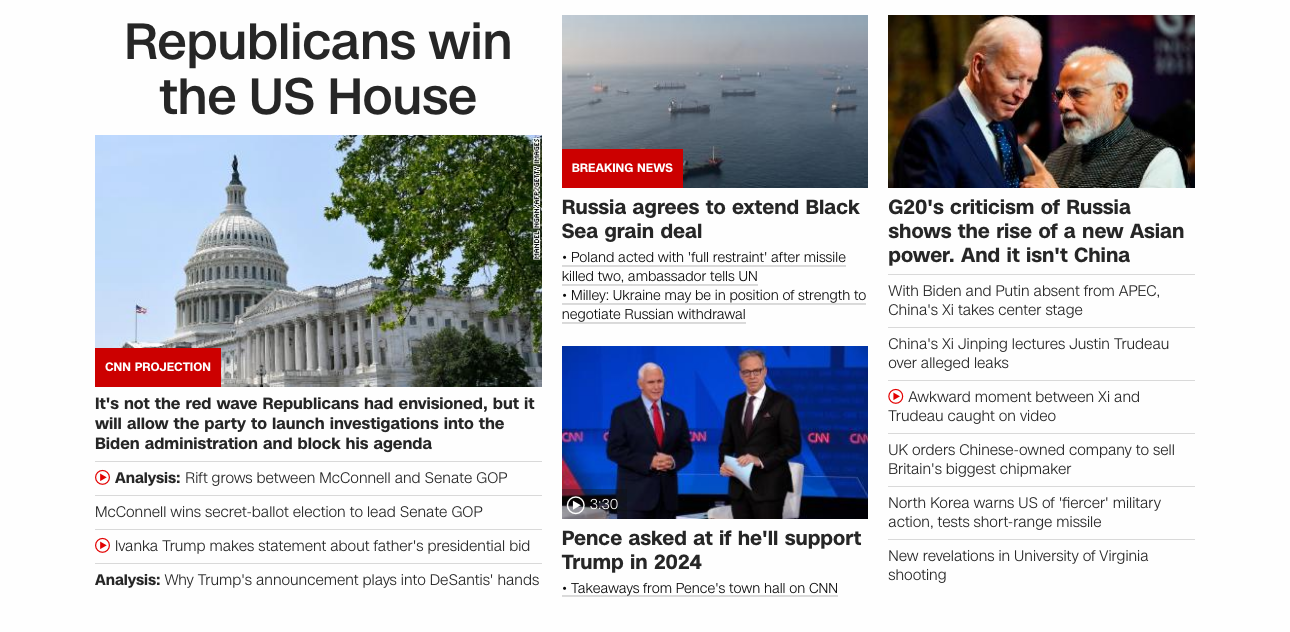 Republicans win
the US House
MANDEL NGAN/AFP/GETTY IMAGES
CNN PROJECTION
It's not the red wave Republicans had envisioned, but it
will allow the party to launch investigations into the
Biden administration and block his agenda
Analysis: Rift grows between McConnell and Senate GOP
McConnell wins secret-ballot election to lead Senate GOP
Ivanka Trump makes statement about father's presidential bid
Analysis: Why Trump's announcement plays into DeSantis' hands
BREAKING NEWS
Russia agrees to extend Black
Sea grain deal
• Poland acted with 'full restraint' after missile
killed two, ambassador tells UN
• Milley: Ukraine may be in position of strength to
negotiate Russian withdrawal
CNN
CNN
CNN
3:30
Pence asked at if he'll support
Trump in 2024
• Takeaways from Pence's town hall on CNN
G20's criticism of Russia
shows the rise of a new Asian
power. And it isn't China
With Biden and Putin absent from APEC,
China's Xi takes center stage
China's Xi Jinping lectures Justin Trudeau
over alleged leaks
Awkward moment between Xi and
Trudeau caught on video
UK orders Chinese-owned company to sell
Britain's biggest chipmaker
North Korea warns US of 'fiercer' military
action, tests short-range missile
New revelations in University of Virginia
shooting